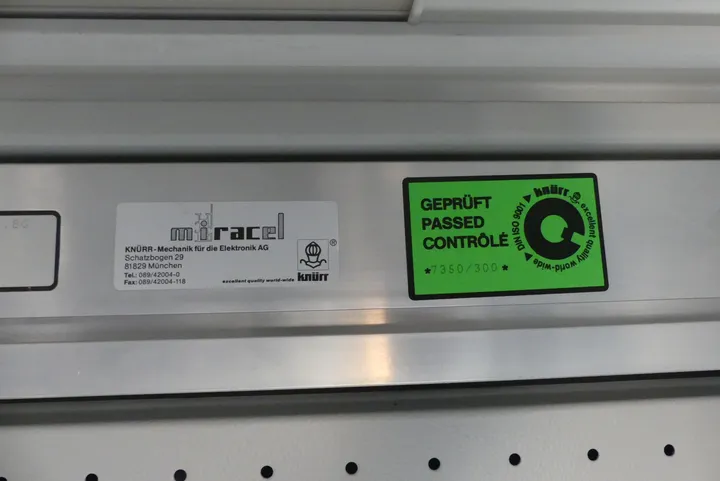 miracel
KNÜRR-Mechanik für die Elektronik AG
Schatzbogen 29
81829 München
Tel.: 089/42004-0
Fax: 089/42004-118
excellent quality world-wide
knürr
®
GEPRÜFT
PASSED
CONTRÔLÉ
*7350/300*
DIN ISO 9001 ▶ knürr excellent quality world-wide ▶